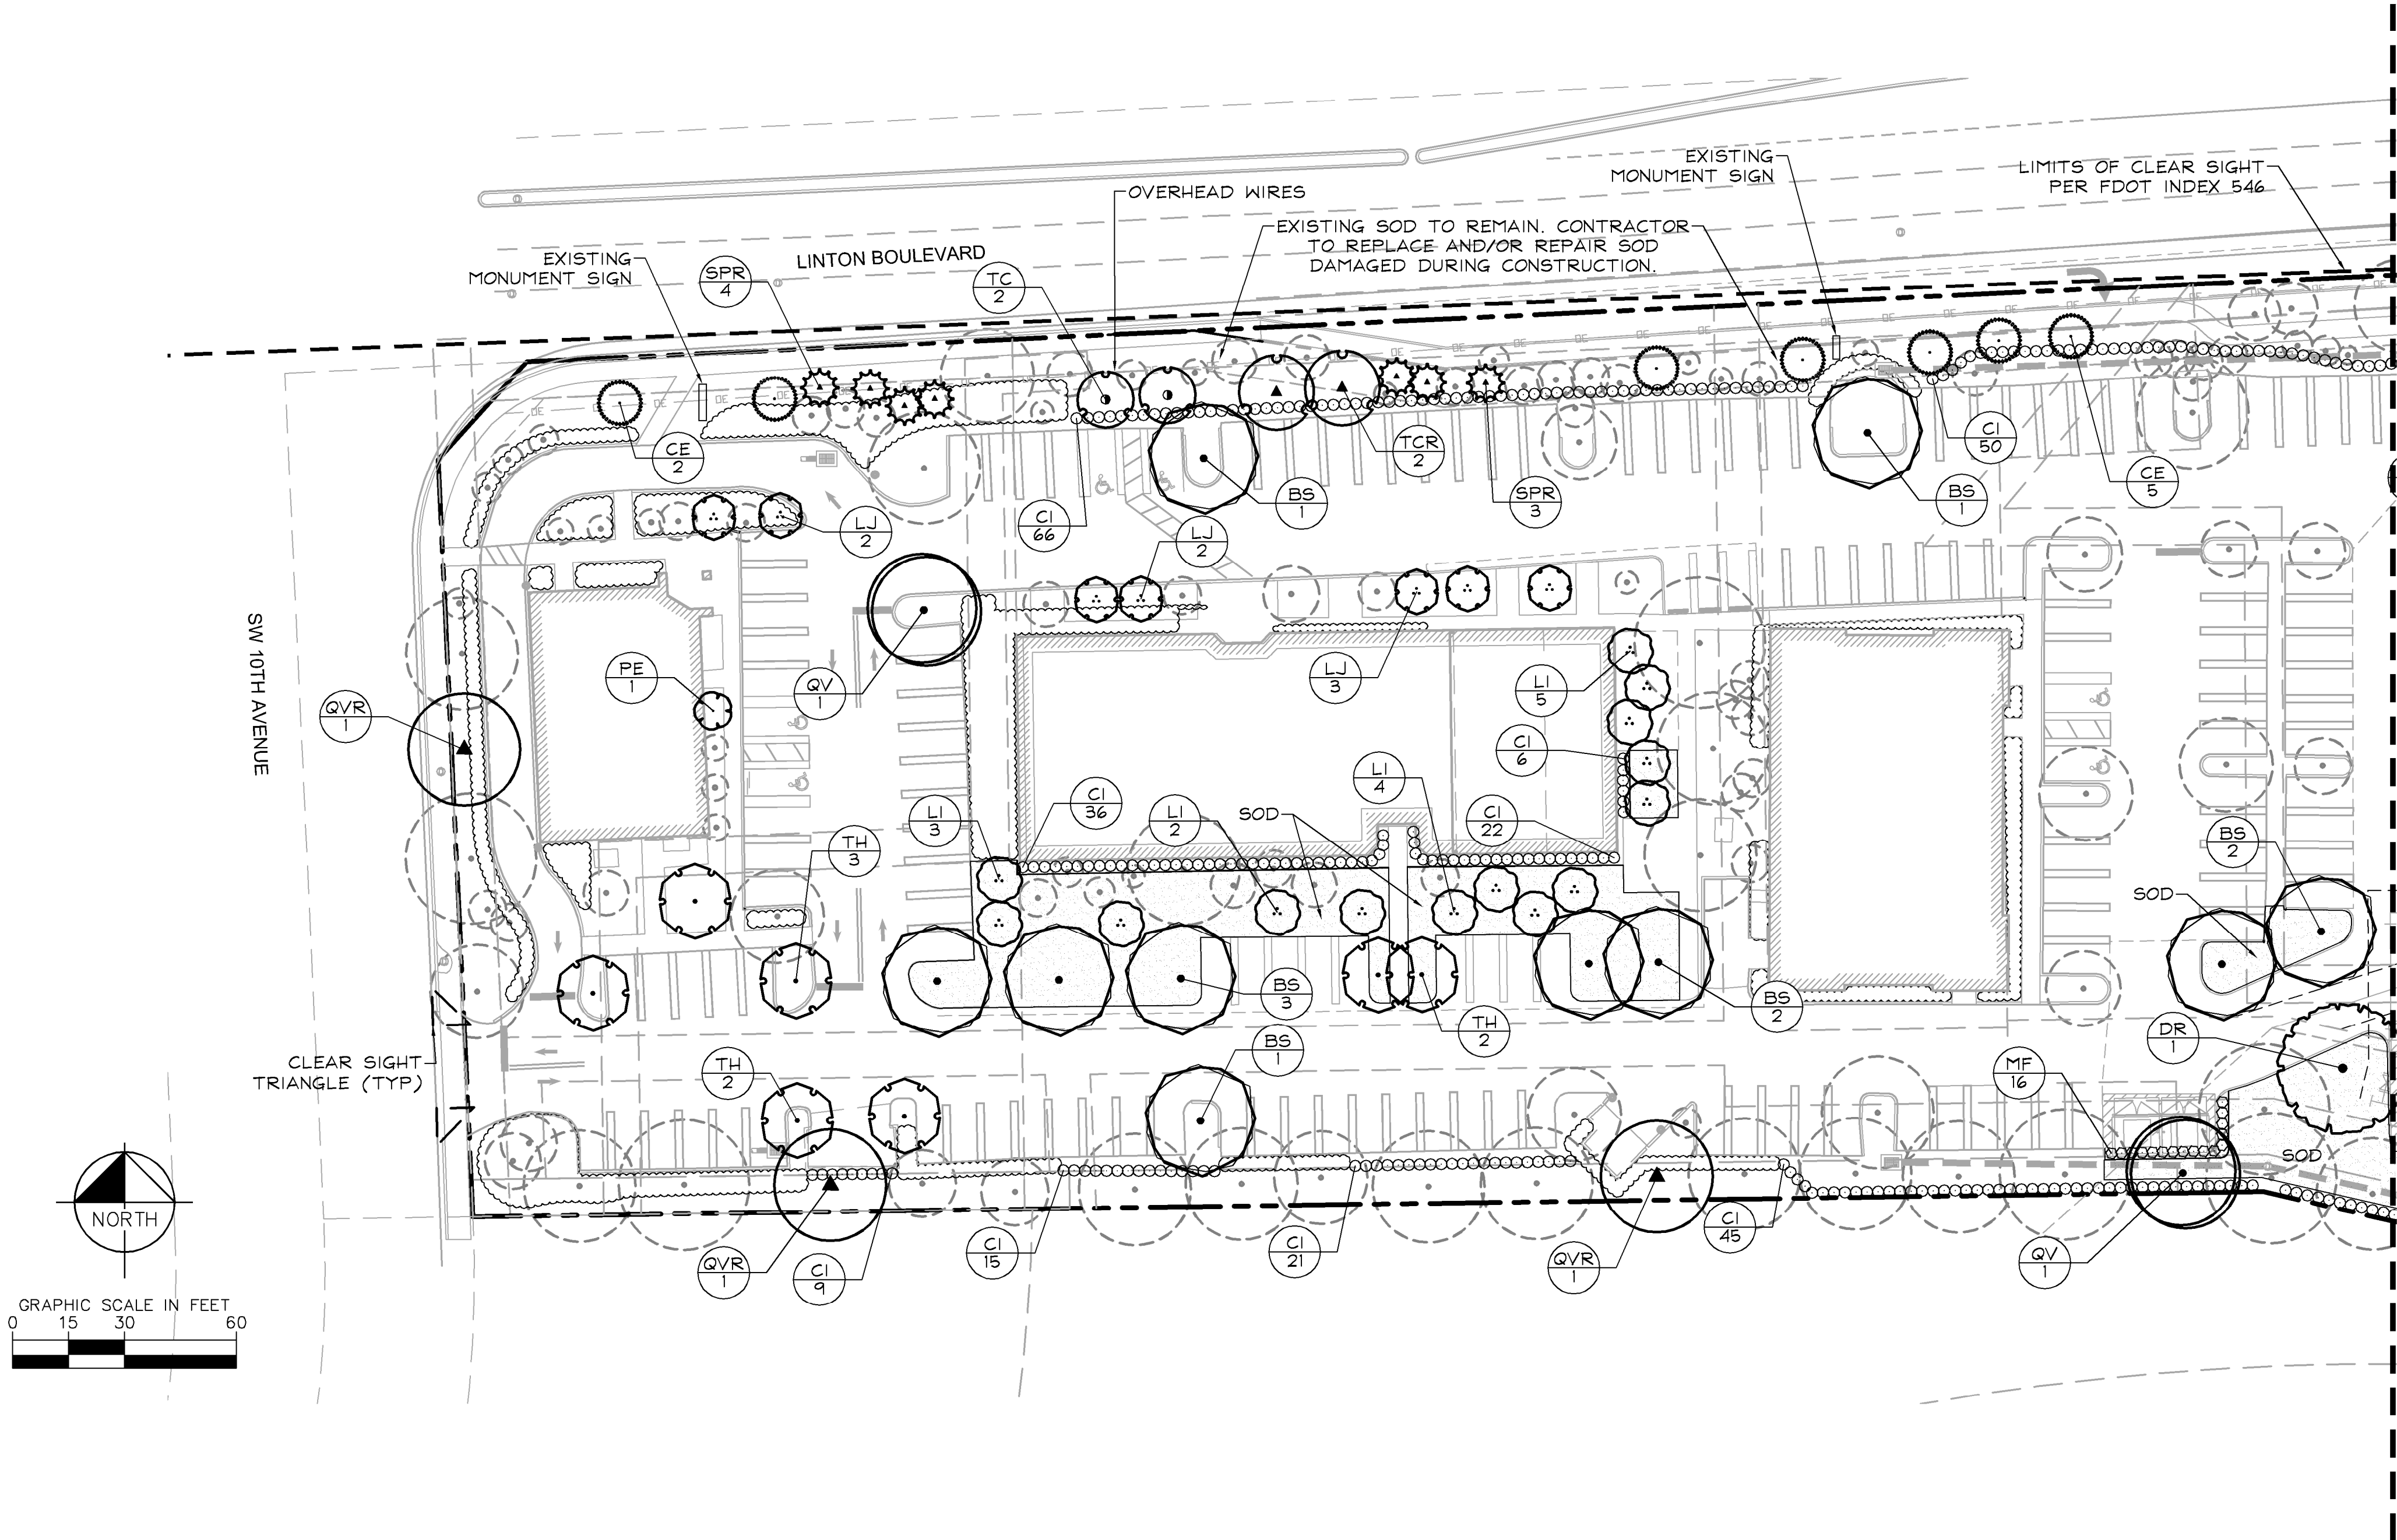 EXISTING
MONUMENT SIGN
LIMITS OF CLEAR SIGHT
PER FDOT INDEX 546
OVERHEAD WIRES
EXISTING SOD TO REMAIN. CONTRACTOR
TO REPLACE AND/OR REPAIR SOD
DAMAGED DURING CONSTRUCTION.
LINTON BOULEVARD
EXISTING
MONUMENT SIGN
SPR
4
TC
2
CE
2
CI
50
TCR
2
CE
5
BS
1
SPR
3
BS
1
CI
66
LJ
2
LJ
2
SW 10TH AVENUE
PE
1
QV
1
LJ
3
LI
5
QVR
1
CI
6
LI
4
CI
36
LI
3
LI
2
SOD
CI
22
TH
3
BS
2
SOD
BS
3
BS
2
TH
2
DR
1
BS
1
CLEAR SIGHT
TRIANGLE (TYP)
TH
2
MF
16
SOD
NORTH
CI
45
CI
15
CI
21
QVR
1
CI
9
QVR
1
QV
1
GRAPHIC SCALE IN FEET
0 15 30 60